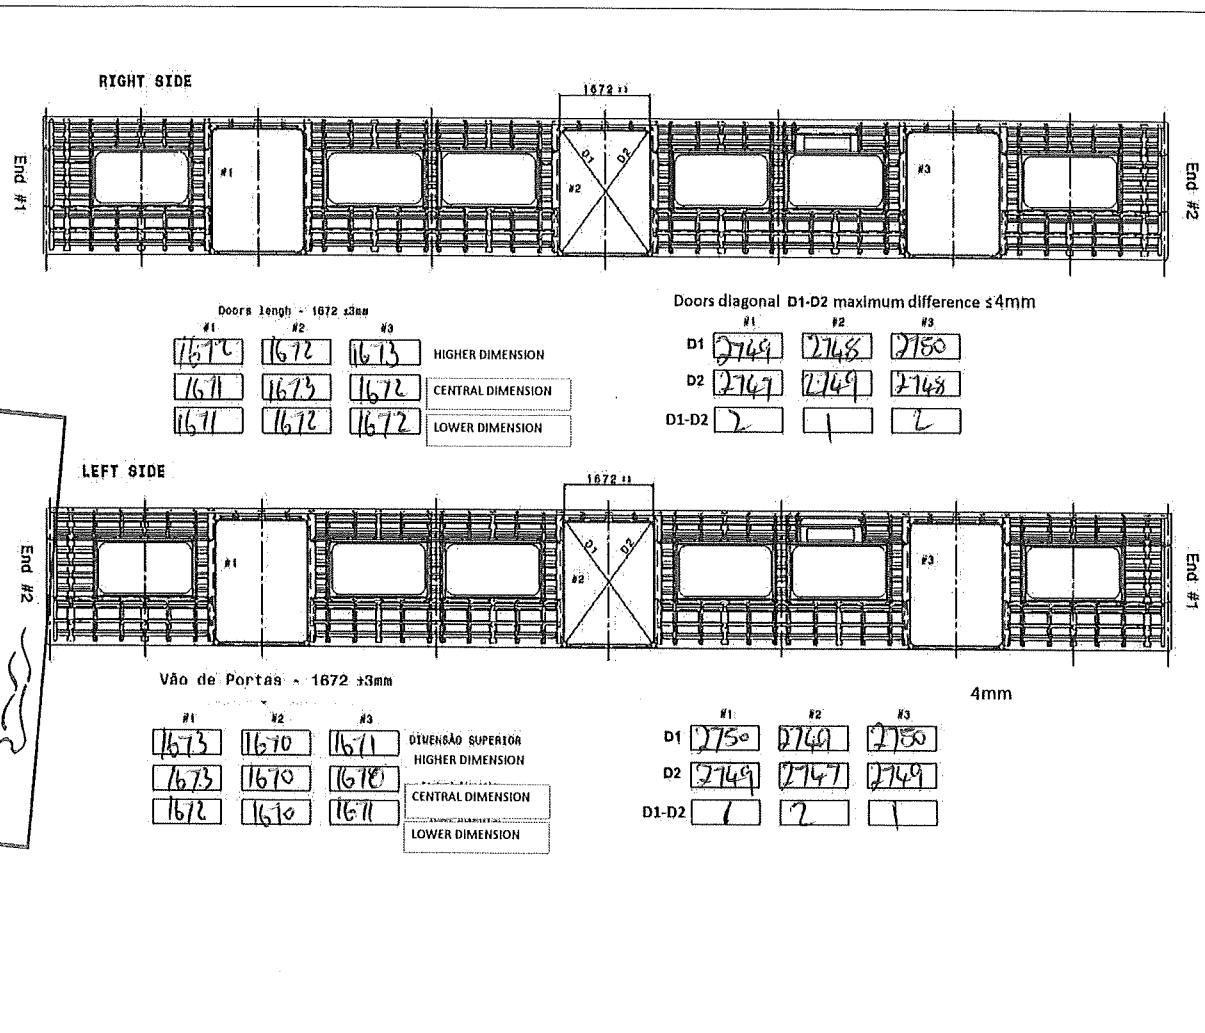 RIGHT SIDE
1672 ±3
End #1
#1
D1 D2
#2
#3
End #2
Doors lengh - 1672 ±3mm
#1 #2 #3
1672 1672 1673 HIGHER DIMENSION
1671 1673 1672 CENTRAL DIMENSION
1671 1672 1672 LOWER DIMENSION
Doors diagonal D1-D2 maximum difference ≤4mm
#1 #2 #3
D1 2749 2748 2750
D2 2747 2749 2748
D1-D2 2 1 2
LEFT SIDE
1672
End #2
#1
D1 D2
#2
#3
End #1
Vão de Portas - 1672 ±3mm
#1 #2 #3
1673 1670 1671 DIMENSÃO SUPERIOR
HIGHER DIMENSION
1673 1670 1670 CENTRAL DIMENSION
1672 1670 1671 LOWER DIMENSION
4mm
#1 #2 #3
D1 2750 2749 2750
D2 2749 2747 2749
D1-D2 1 2 1